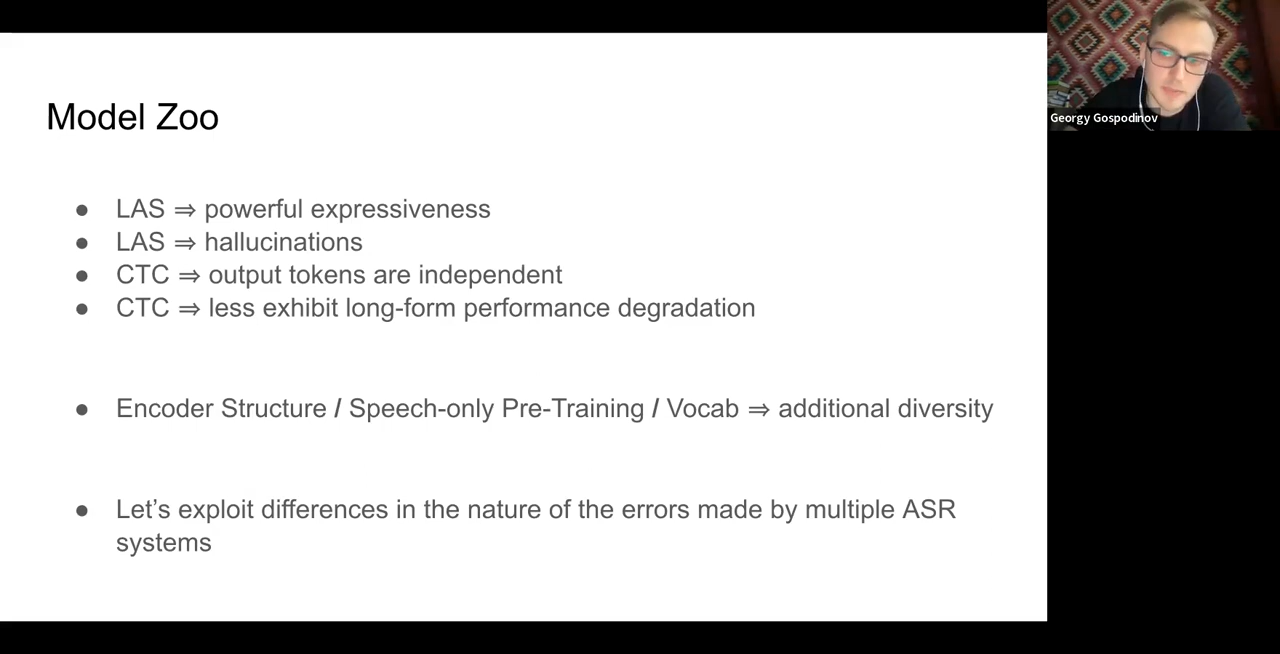 Model Zoo
● LAS ⇒ powerful expressiveness
● LAS ⇒ hallucinations
● CTC ⇒ output tokens are independent
● CTC ⇒ less exhibit long-form performance degradation
● Encoder Structure / Speech-only Pre-Training / Vocab ⇒ additional diversity
● Let’s exploit differences in the nature of the errors made by multiple ASR
systems
Georgy Gospodinov